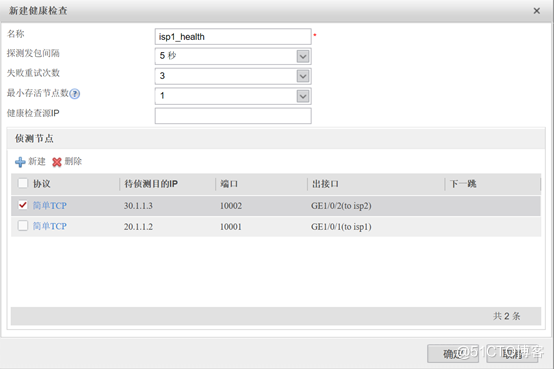 新建健康检查
名称 isp1_health *
探测发包间隔 5 秒
失败重试次数 3
最小存活节点数 1
健康检查源IP
侦测节点
新建 删除
协议 待侦测目的IP 端口 出接口 下一跳
简单TCP 30.1.1.3 10002 GE1/0/2(to isp2)
简单TCP 20.1.1.2 10001 GE1/0/1(to isp1)
共 2 条
确定 取消
@51CTO博客